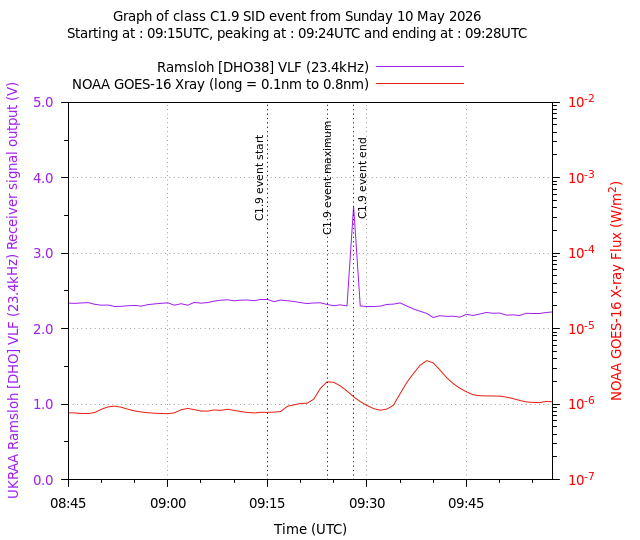 Graph of class C1.9 SID event from Sunday 10 May 2026
Starting at : 09:15UTC, peaking at : 09:24UTC and ending at : 09:28UTC
Ramsloh [DHO38] VLF (23.4kHz)
NOAA GOES-16 Xray (long = 0.1nm to 0.8nm)
UKRAA Ramsloh [DHO] VLF (23.4kHz) Receiver signal output (V)
5.0
4.0
3.0
2.0
1.0
0.0
C1.9 event start
C1.9 event maximum
C1.9 event end
10^-2
10^-3
10^-4
10^-5
10^-6
10^-7
NOAA GOES-16 X-ray Flux (W/m^2)
08:45 09:00 09:15 09:30 09:45
Time (UTC)